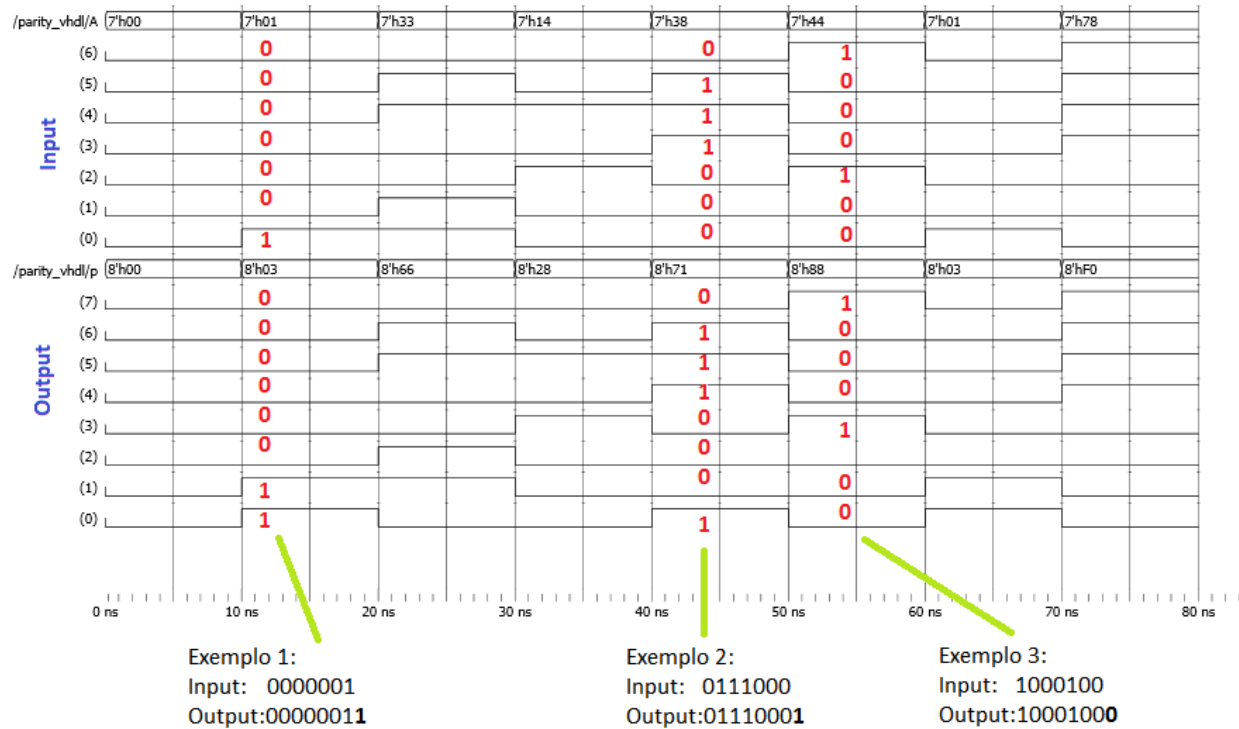 /parity_vhdl/A 7'h00 7'h01 7'h33 7'h14 7'h38 7'h44 7'h01 7'h78
(6) 0 0 1
(5) 0 1 0
(4) 0 1 0
(3) 0 1 0
(2) 0 0 1
(1) 0 0 0
(0) 1 0 0
Input
/parity_vhdl/p 8'h00 8'h03 8'h66 8'h28 8'h71 8'h88 8'h03 8'hF0
(7) 0 0 1
(6) 0 1 0
(5) 0 1 0
(4) 0 1 0
(3) 0 0 1
(2) 0 0
(1) 1 0 0
(0) 1 1 0
Output
0 ns 10 ns 20 ns 30 ns 40 ns 50 ns 60 ns 70 ns 80 ns
Exemplo 1:
Input: 0000001
Output:00000011
Exemplo 2:
Input: 0111000
Output:01110001
Exemplo 3:
Input: 1000100
Output:10001000